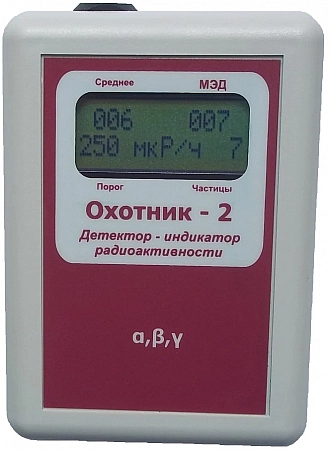 Среднее МЭД
006 007
250 мкР/ч 7
Порог Частицы
Охотник - 2
Детектор - индикатор
радиоактивности
α,β,γ